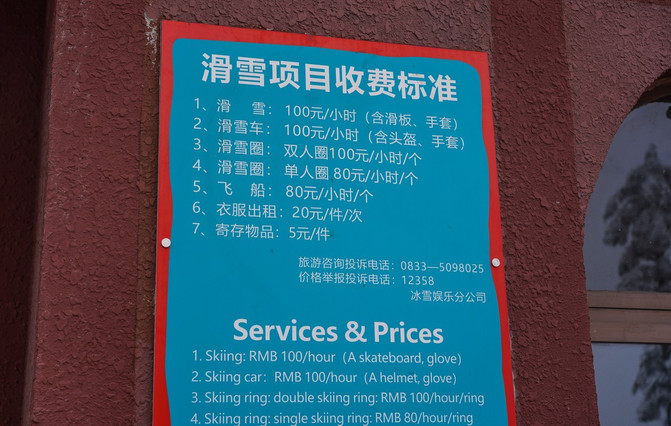 滑雪项目收费标准
1、滑 雪：100元/小时（含滑板、手套）
2、滑雪车：100元/小时（含头盔、手套）
3、滑雪圈：双人圈100元/小时/个
4、滑雪圈：单人圈 80元/小时/个
5、飞 船：80元/小时/个
6、衣服出租：20元/件/次
7、寄存物品：5元/件
旅游咨询投诉电话：0833—5098025
价格举报投诉电话：12358
冰雪娱乐分公司
Services & Prices
1. Skiing: RMB 100/hour（A skateboard, glove）
2. Skiing car：RMB 100/hour（A helmet, glove）
3. Skiing ring: double skiing ring: RMB 100/hour/ring
4. Skiing ring: single skiing ring: RMB 80/hour/ring